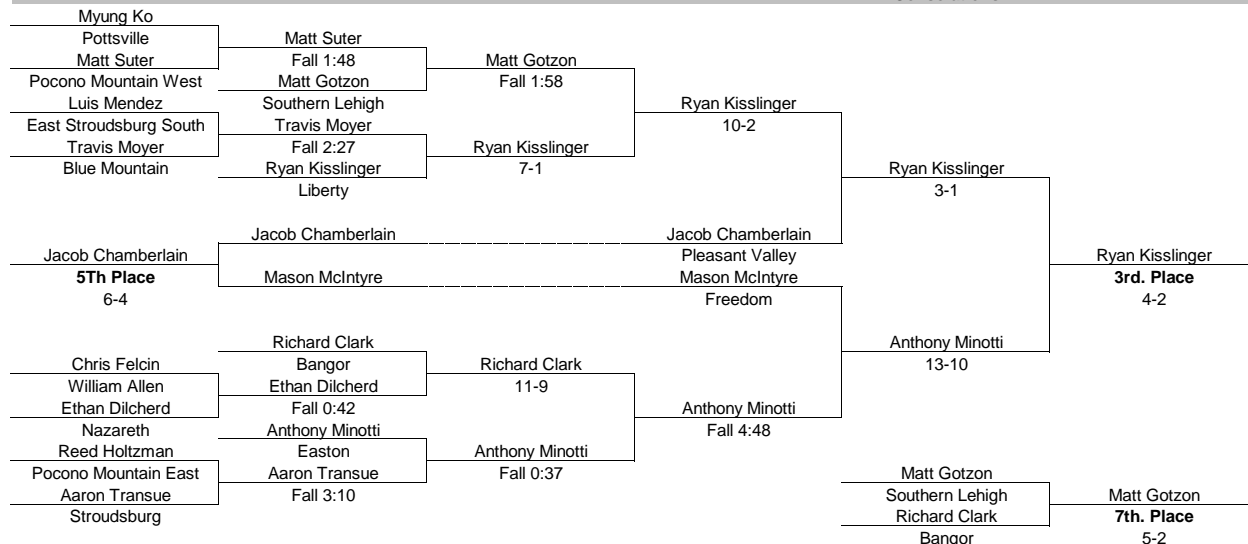 Myung Ko
Pottsville
Matt Suter
Matt Suter
Fall 1:48
Matt Gotzon
Pocono Mountain West
Matt Gotzon
Fall 1:58
Luis Mendez
Southern Lehigh
Ryan Kisslinger
East Stroudsburg South
Travis Moyer
10-2
Travis Moyer
Fall 2:27
Ryan Kisslinger
Blue Mountain
Ryan Kisslinger
7-1
Ryan Kisslinger
Liberty
3-1
Jacob Chamberlain
Jacob Chamberlain
Jacob Chamberlain
Pleasant Valley
Ryan Kisslinger
5Th Place
Mason McIntyre
Mason McIntyre
3rd. Place
6-4
Freedom
4-2
Richard Clark
Anthony Minotti
Chris Felcin
Bangor
Richard Clark
13-10
William Allen
Ethan Dilcherd
11-9
Ethan Dilcherd
Fall 0:42
Anthony Minotti
Nazareth
Anthony Minotti
Fall 4:48
Reed Holtzman
Easton
Anthony Minotti
Pocono Mountain East
Aaron Transue
Fall 0:37
Matt Gotzon
Aaron Transue
Fall 3:10
Southern Lehigh
Matt Gotzon
Stroudsburg
Richard Clark
7th. Place
Bangor
5-2